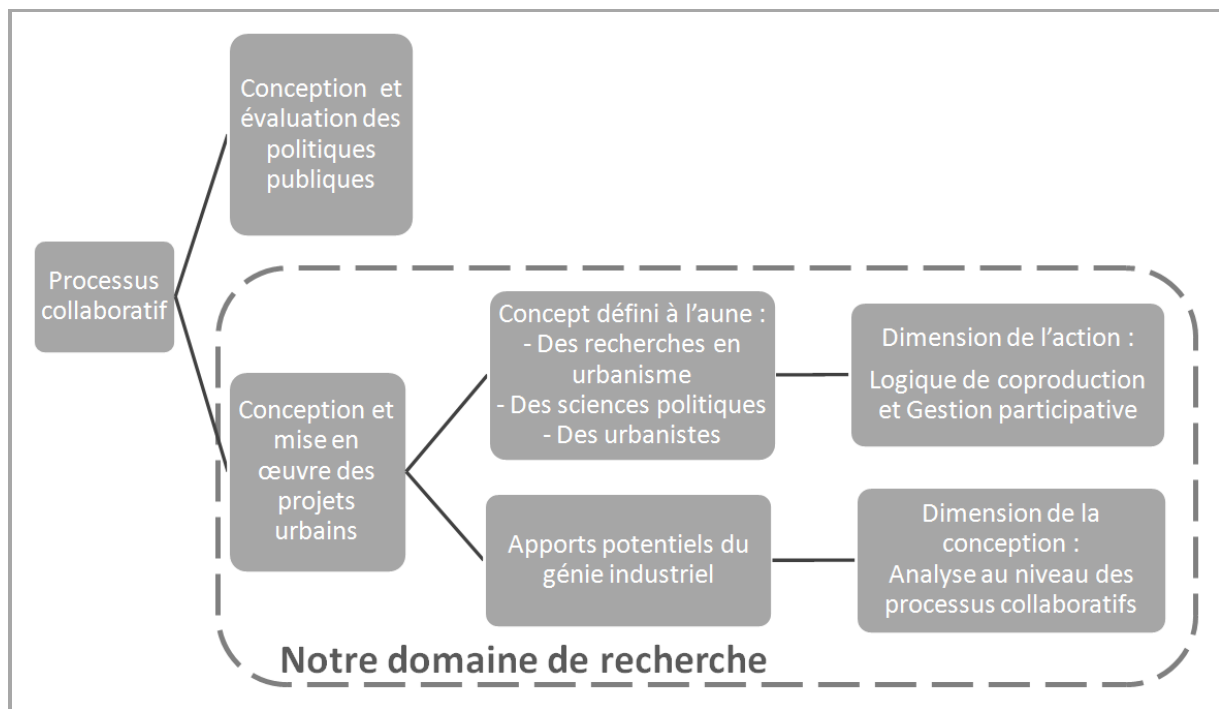 Processus
collaboratif
Conception et
évaluation des
politiques
publiques
Conception et
mise en
œuvre des
projets
urbains
Concept défini à l’aune :
- Des recherches en
urbanisme
- Des sciences politiques
- Des urbanistes
Dimension de l’action :
Logique de coproduction
et Gestion participative
Apports potentiels du
génie industriel
Dimension de la
conception :
Analyse au niveau des
processus collaboratifs
Notre domaine de recherche